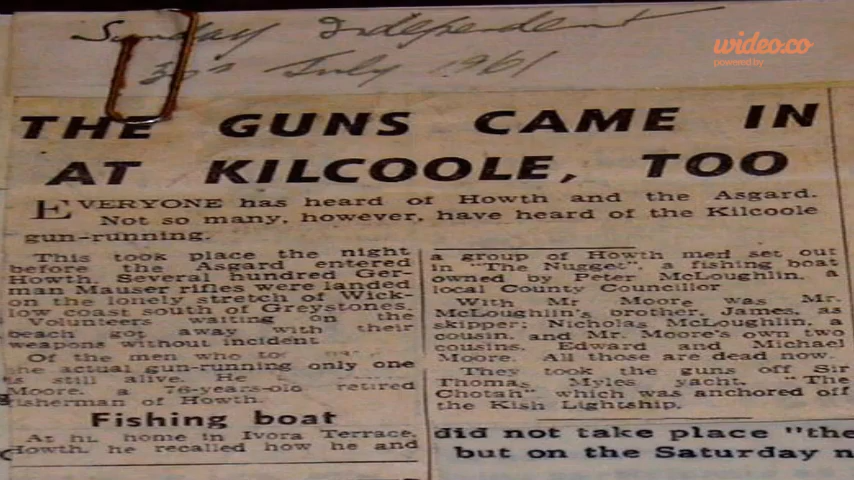 Sunday Independent
30th July 1961
wideo.co
powered by
THE GUNS CAME IN
AT KILCOOLE, TOO
EVERYONE has heard of Howth and the Asgard.
Not so many, however, have heard of the Kilcoole
gun-running.
This took place the night
before the Asgard entered
Howth. Several hundred Ger-
man Mauser rifles were landed
on the lonely stretch of Wick-
low coast south of Greystones.
Volunteers waiting on the
beach got away with their
weapons without incident
Of the men who
the actual gun-running only one
is still alive. He
Moore, a 76-years-old retired
fisherman of Howth.
Fishing boat
At his home in Ivora Terrace,
Howth, he recalled how he and
a group of Howth men set out
in "The Nugget", a fishing boat
owned by Peter McLoughlin, a
local County Councillor
With Mr Moore was Mr.
McLoughlin's brother, James, as
skipper; Nicholas McLoughlin, a
cousin, and Mr. Moore's own two
cousins, Edward and Michael
Moore. All those are dead now.
They took the guns off Sir
Thomas Myles yacht, "The
Chotah" which was anchored off
the Kish Lightship.
did not take place "the
but on the Saturday n